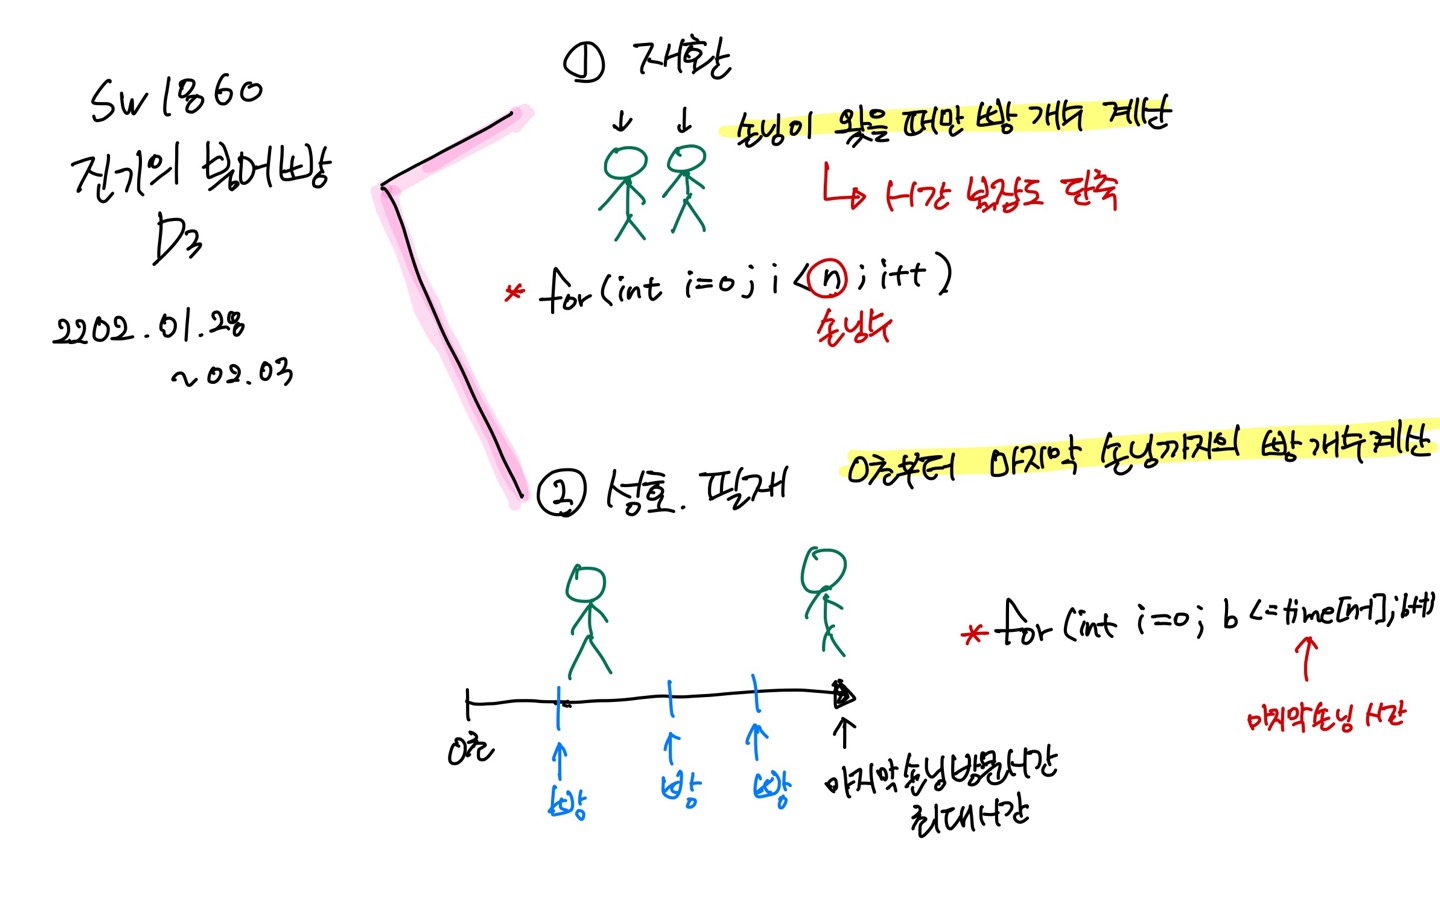 SW 1860
진기의 붕어빵
D3
2202.01.28
~02.03
① 재환
손님이 왔을 때만 빵 개수 계산
시간 복잡도 단축
* for(int i=0; i<n; i++)
손님수
② 성호. 필재
0초부터 마지막 손님까지의 빵 개수 계산
* for(int i=0; b<=time[n-1]; b++)
마지막손님 시간
0초
빵
빵
빵
마지막손님방문시간
최대시간